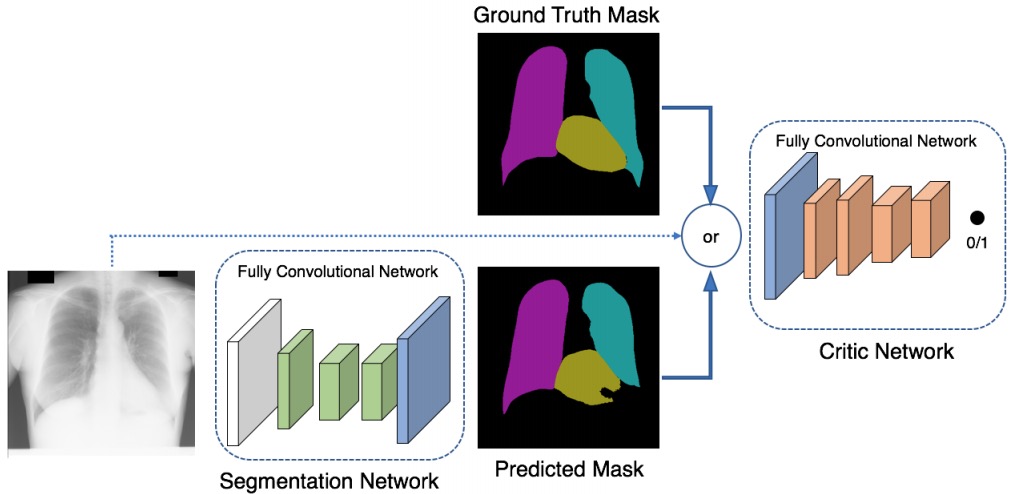 Ground Truth Mask
Fully Convolutional Network
or
0/1
Fully Convolutional Network
Critic Network
Predicted Mask
Segmentation Network